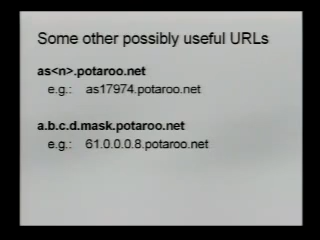 Some other possibly useful URLs
as<n>.potaroo.net
e.g.: as17974.potaroo.net
a.b.c.d.mask.potaroo.net
e.g.: 61.0.0.0.8.potaroo.net